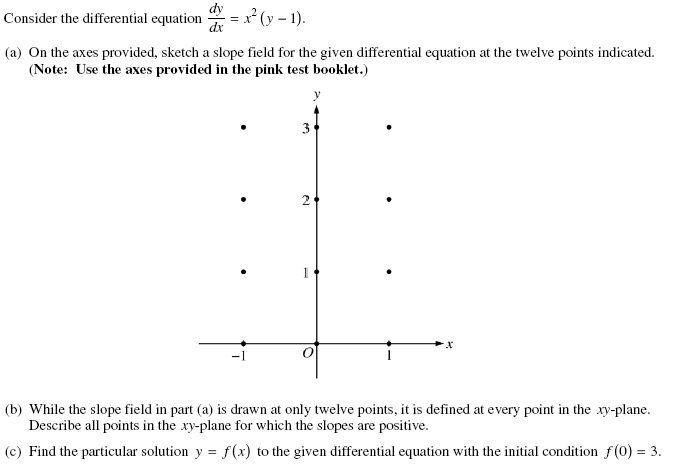 Consider the differential equation dy/dx = x²(y − 1).
(a) On the axes provided, sketch a slope field for the given differential equation at the twelve points indicated.
(Note: Use the axes provided in the pink test booklet.)
y
3
2
1
O
x
−1
1
(b) While the slope field in part (a) is drawn at only twelve points, it is defined at every point in the xy-plane.
Describe all points in the xy-plane for which the slopes are positive.
(c) Find the particular solution y = f(x) to the given differential equation with the initial condition f(0) = 3.